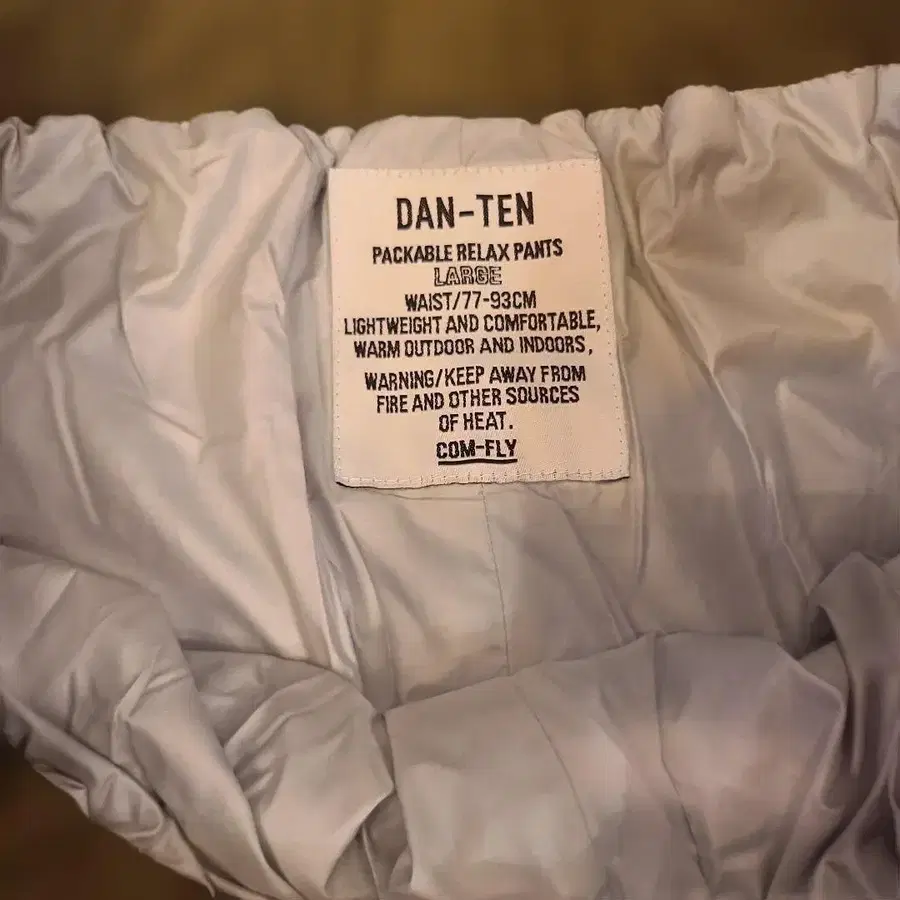 DAN-TEN
PACKABLE RELAX PANTS
LARGE
WAIST/77-93CM
LIGHTWEIGHT AND COMFORTABLE,
WARM OUTDOOR AND INDOORS,
WARNING/KEEP AWAY FROM
FIRE AND OTHER SOURCES
OF HEAT.
COM-FLY